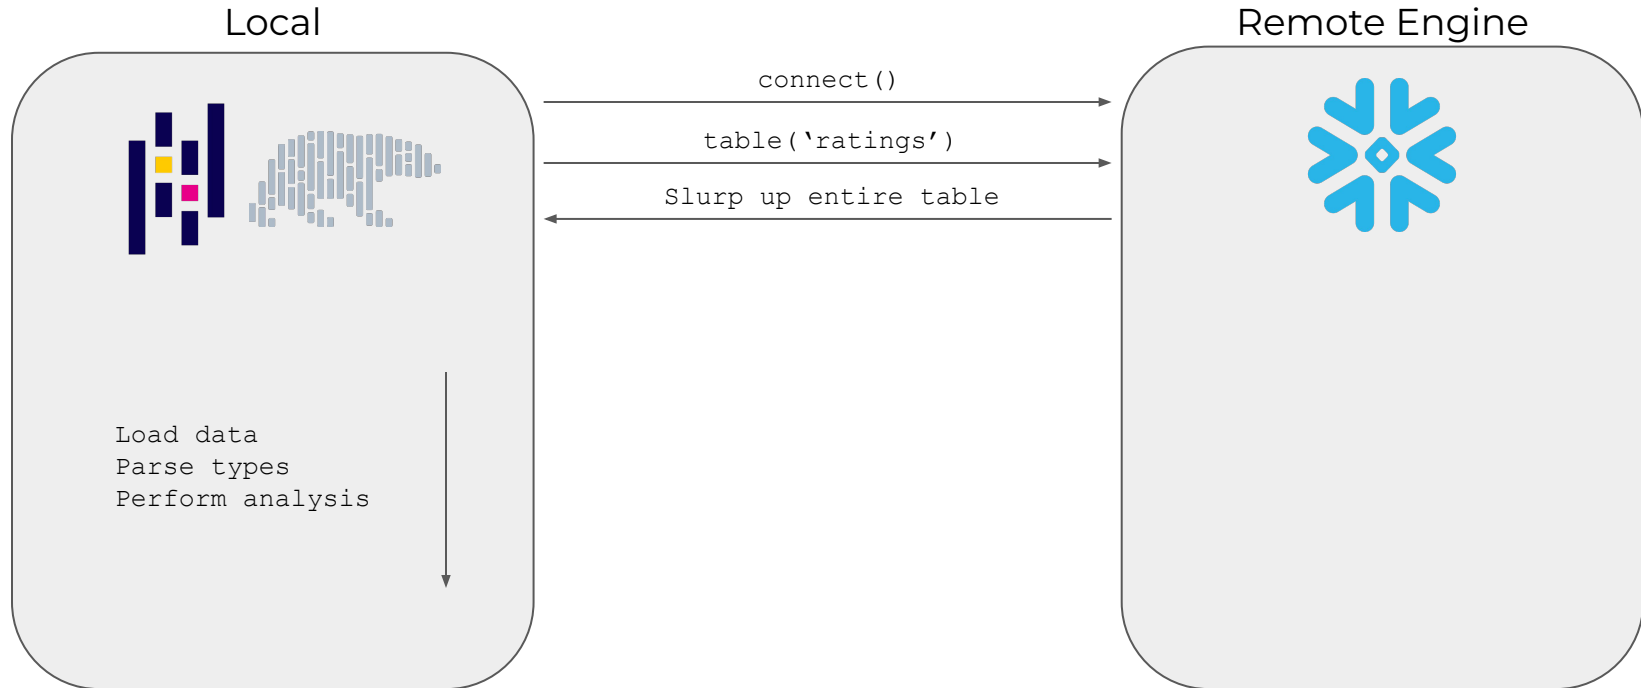 Local
Remote Engine
connect()
table(‘ratings’)
Slurp up entire table
Load data
Parse types
Perform analysis